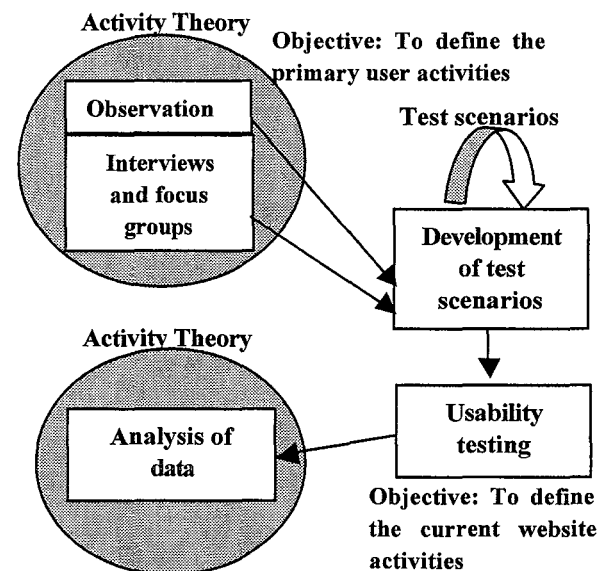 Activity Theory
Objective: To define the
primary user activities
Observation
Interviews
and focus
groups
Test scenarios
Development
of test
scenarios
Activity Theory
Analysis of
data
Usability
testing
Objective: To define
the current website
activities